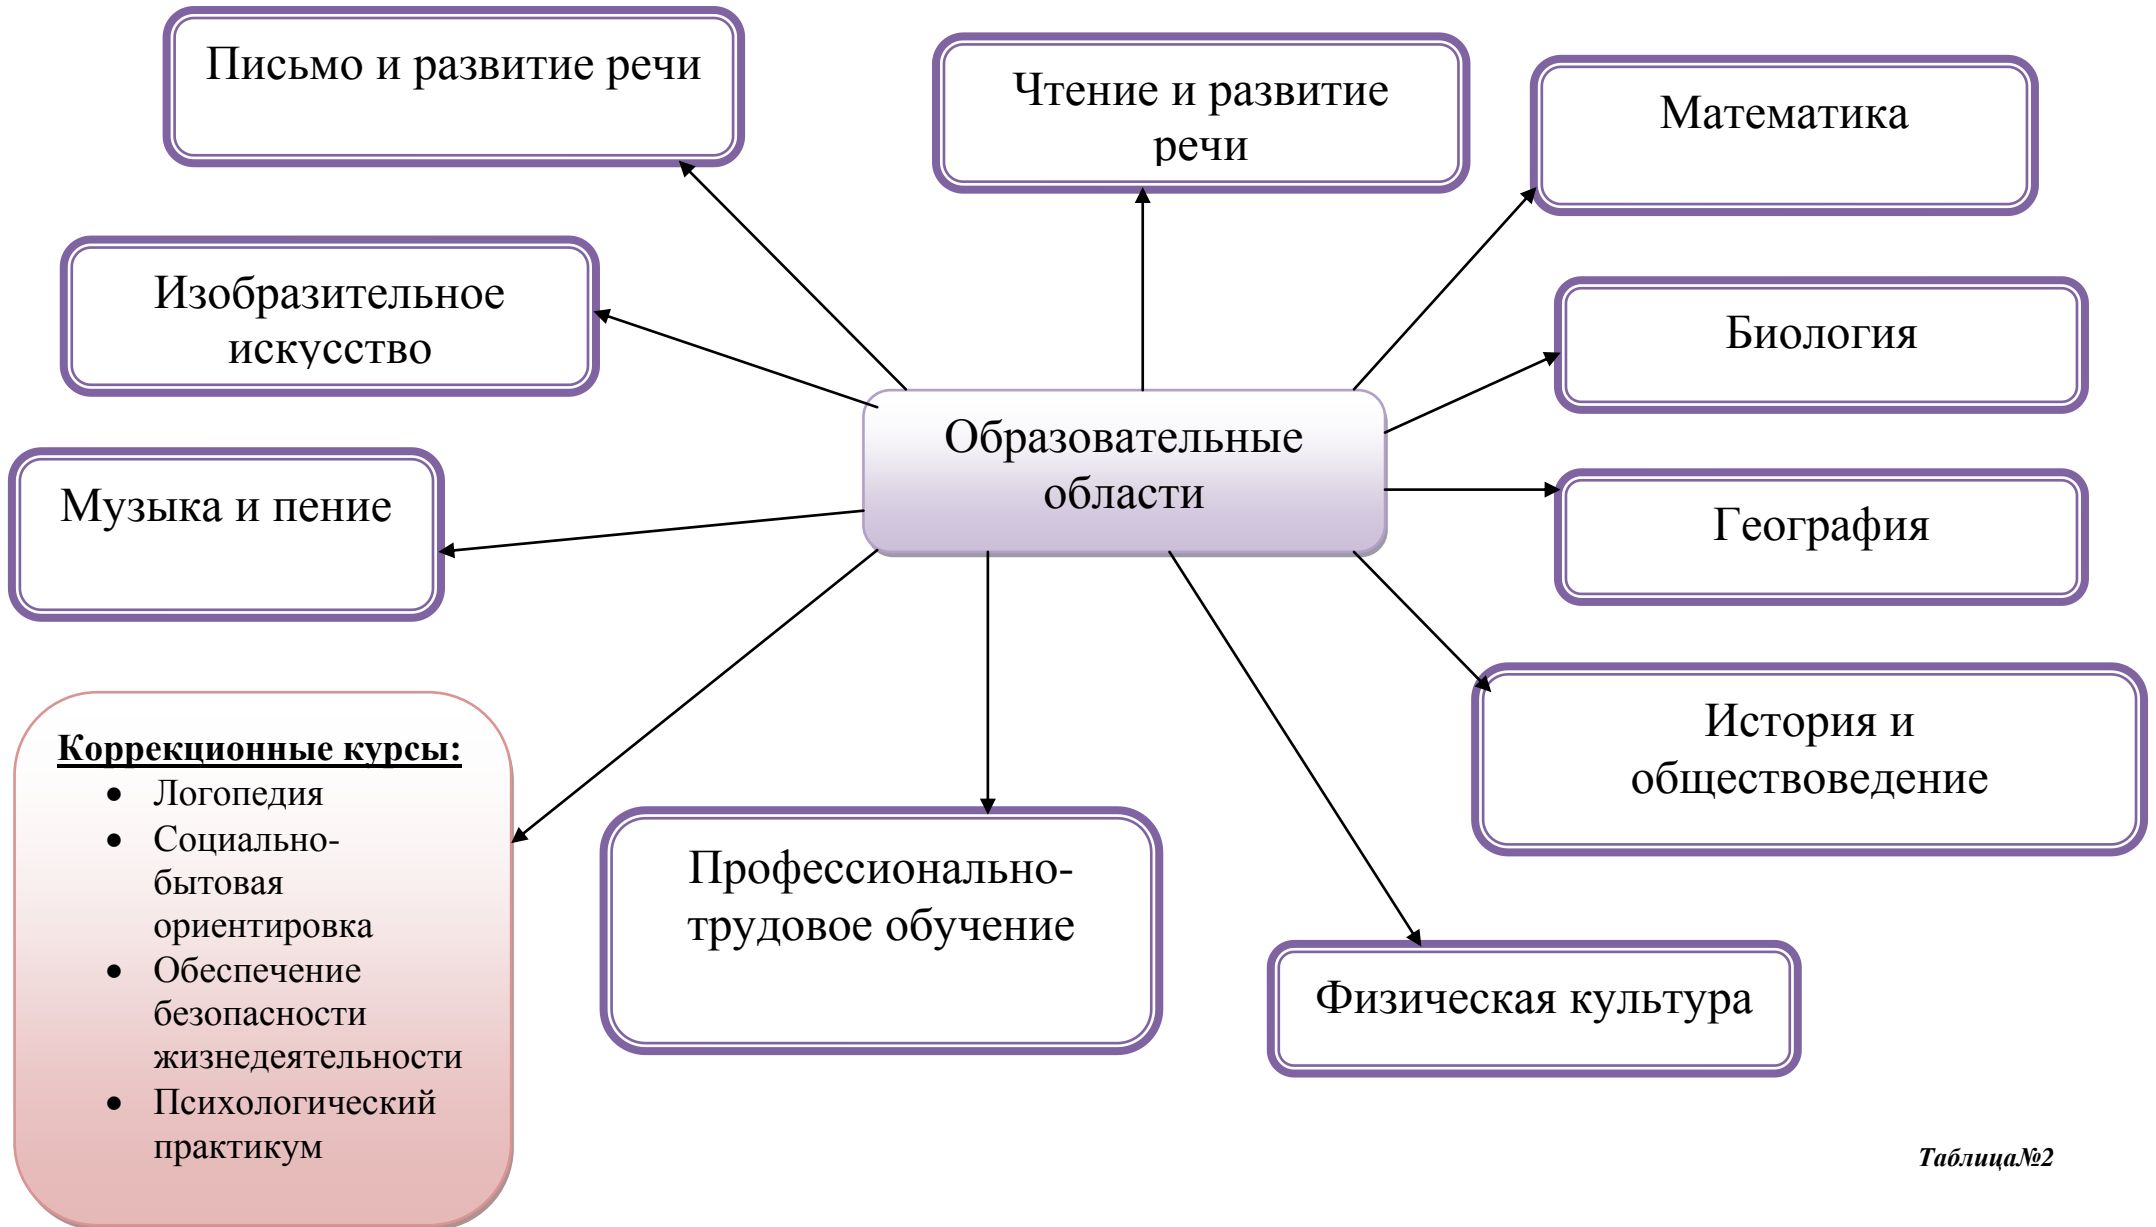 Письмо и развитие речи
Чтение и развитие
речи
Математика
Изобразительное
искусство
Биология
Образовательные
области
Музыка и пение
География
История и
обществоведение
Коррекционные курсы:
• Логопедия
• Социально-
бытовая
ориентировка
• Обеспечение
безопасности
жизнедеятельности
• Психологический
практикум
Профессионально-
трудовое обучение
Физическая культура
Таблица№2